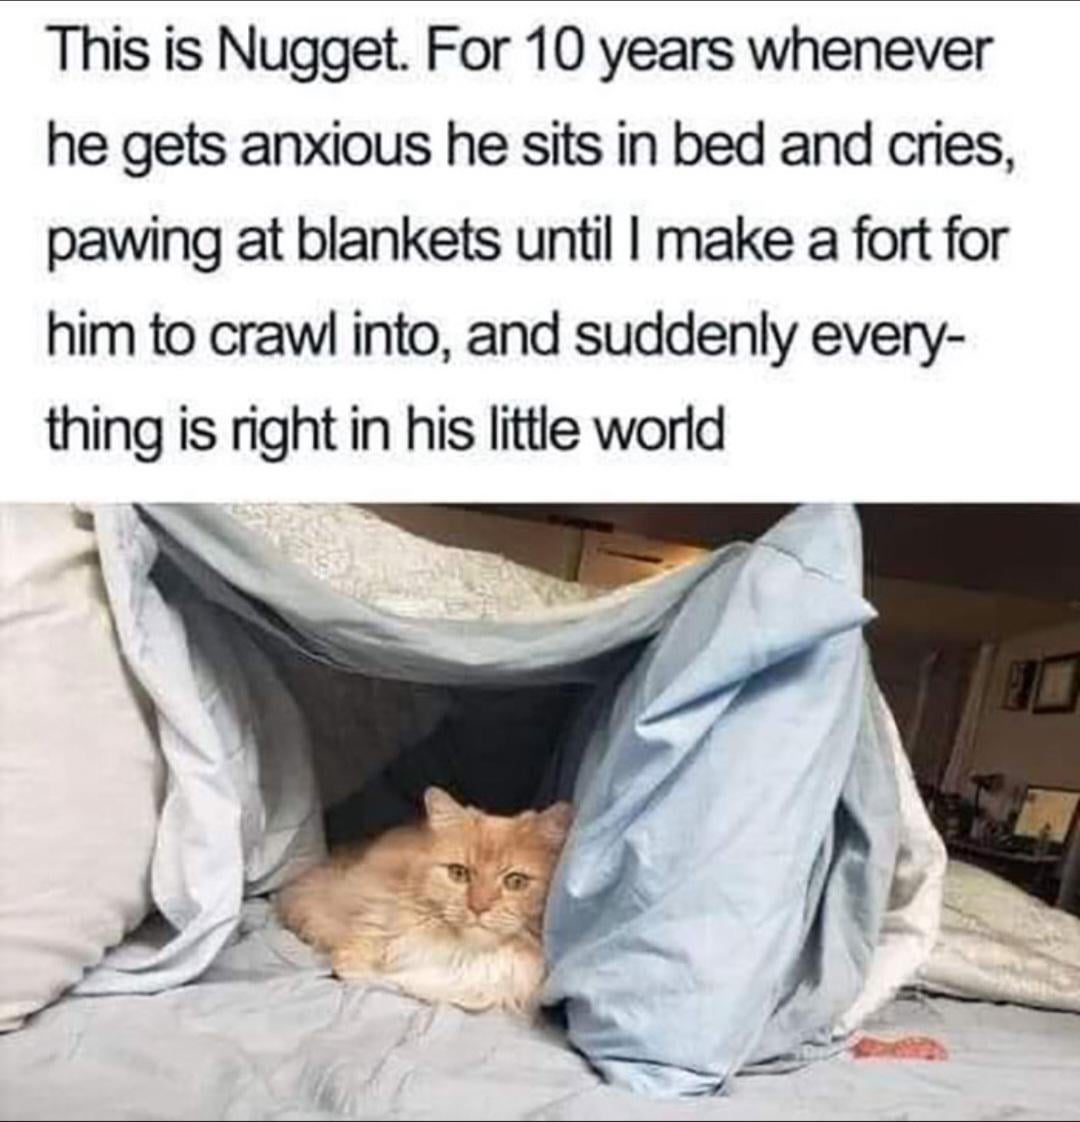 This is Nugget. For 10 years whenever
he gets anxious he sits in bed and cries,
pawing at blankets until I make a fort for
him to crawl into, and suddenly every-
thing is right in his little world